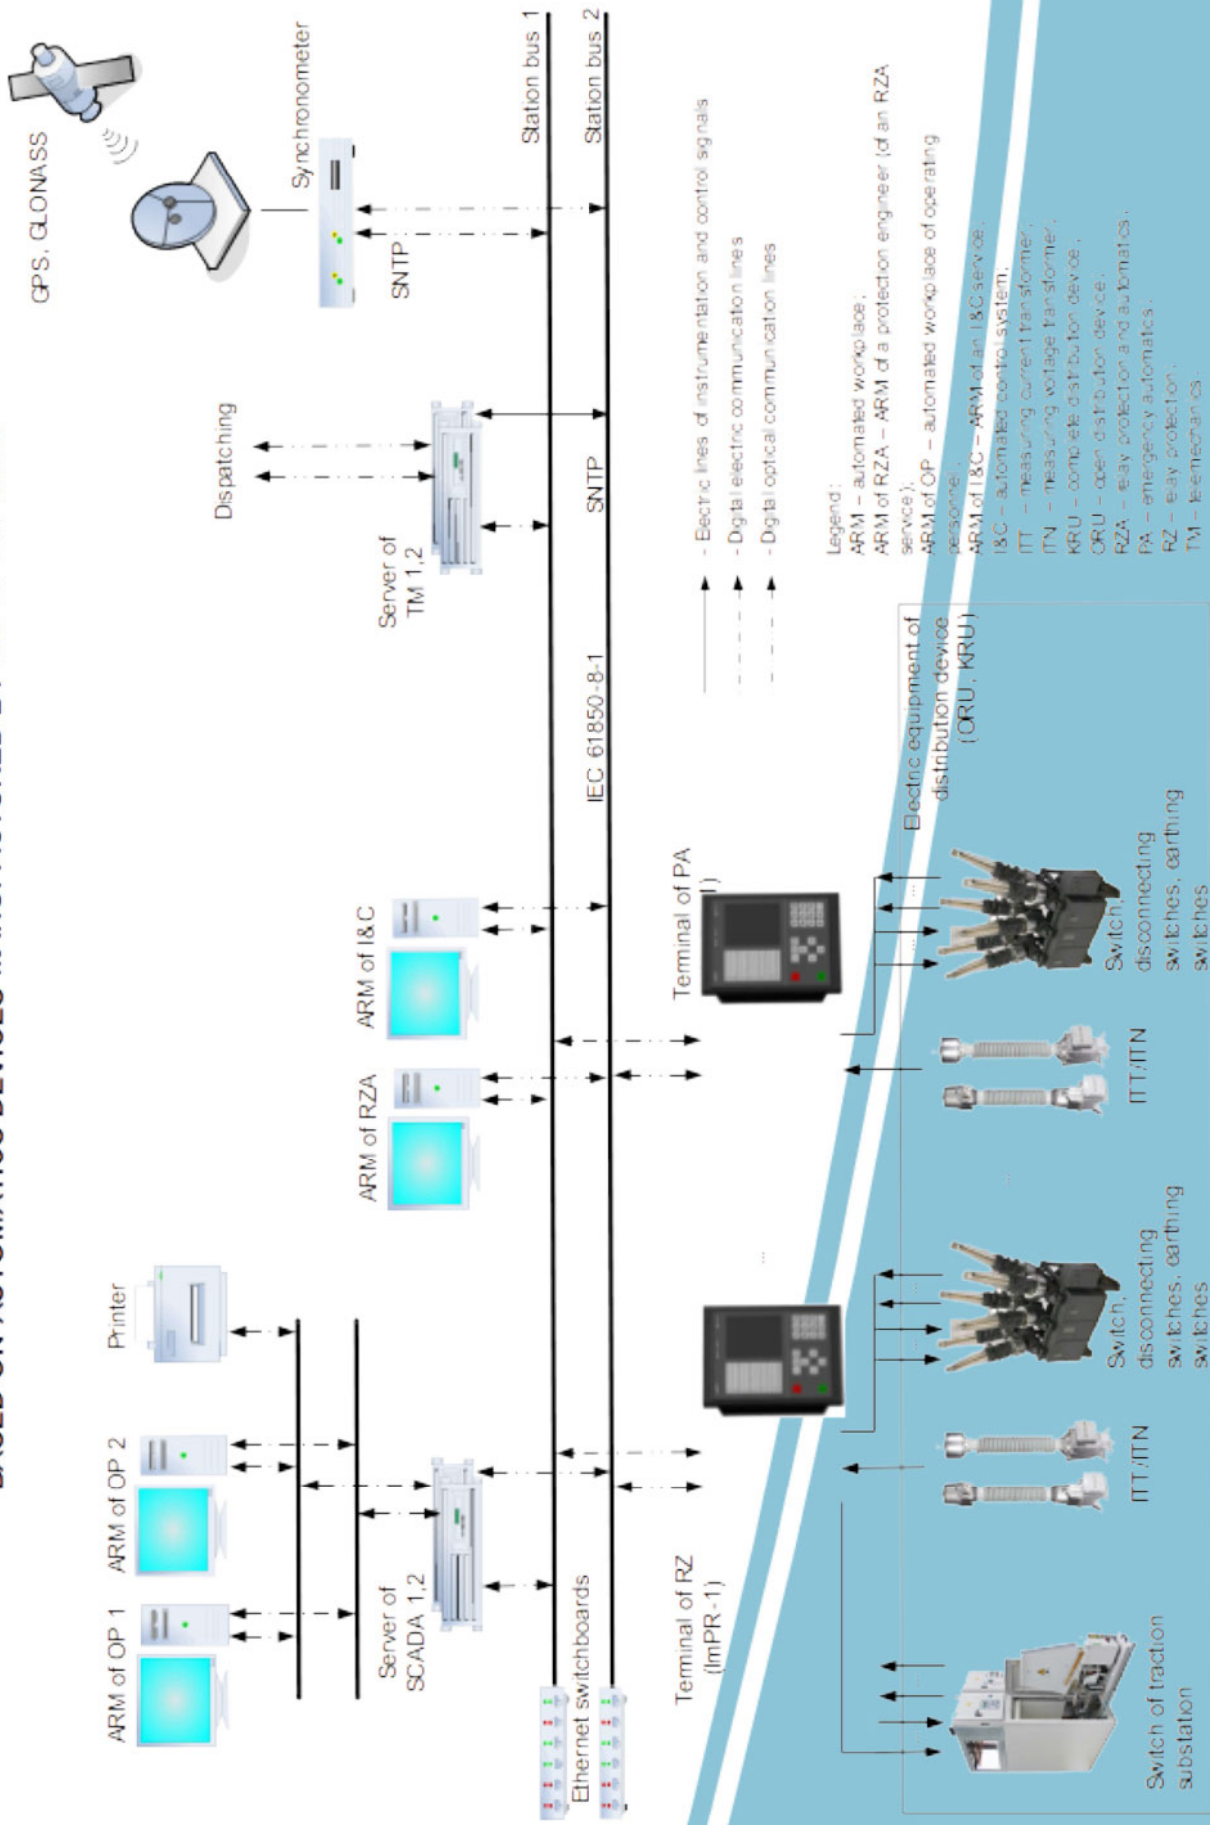 GPS, GLONASS
Synchronometer
SNTP
Station bus 1
Station bus 2
Dispatching
Server of
TM 1,2
SNTP
IEC 61850-8-1
ARM of I&C
ARM of RZA
Printer
ARM of OP 2
ARM of OP 1
Server of
SCADA 1,2
Ethernet switchboards
Terminal of PA
Terminal of RZ
(ImPR-1)
- Electric lines of instrumentation and control signals
- Digital electric communication lines
- Digital optical communication lines
Legend:
ARM – automated workplace;
ARM of RZA – ARM of a protection engineer (of an RZA
service);
ARM of OP – automated workplace of operating
personnel;
ARM of I&C – ARM of an I&C service;
I&C – automated control system;
ITT – measuring current transformer;
ITN – measuring voltage transformer;
KRU – complete distribution device;
ORU – open distribution device;
RZA – relay protection and automatics;
PA – emergency automatics;
RZ – relay protection;
TM – telemechanics.
Electric equipment of
distribution device
(ORU, KRU)
Switch,
disconnecting
switches, earthing
switches
ITT/ITN
Switch,
disconnecting
switches, earthing
switches
ITT/ITN
Switch of traction
substation